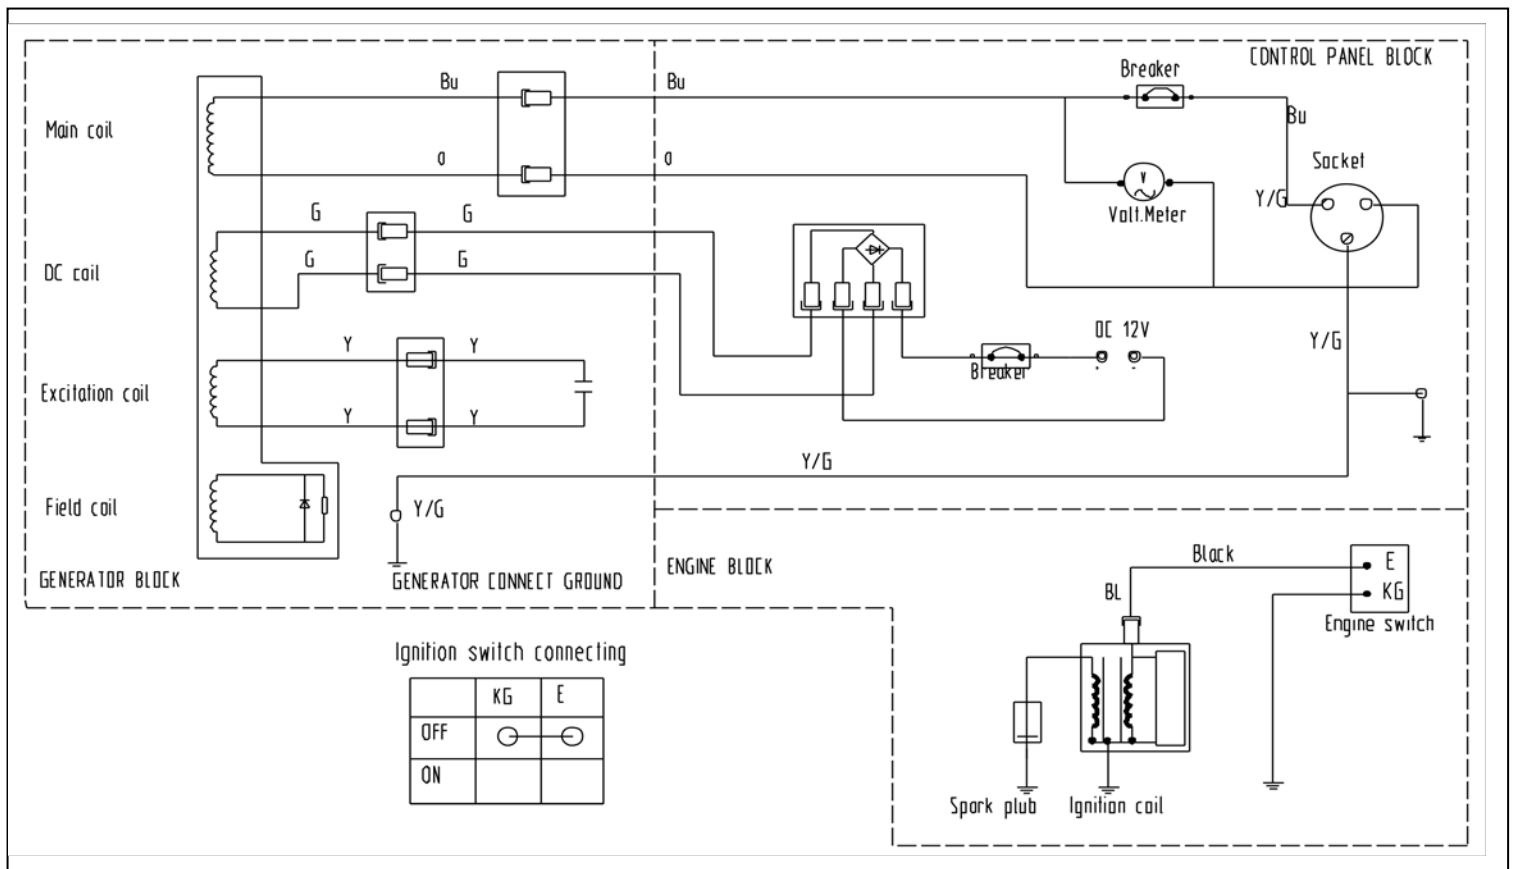 CONTROL PANEL BLOCK
Breaker
Bu
Bu
Bu
Main coil
a
a
Socket
V
Y/G
Volt.Meter
G
G
G
G
DC coil
DC 12V
Y/G
Y
Y
Breaker
Excitation coil
Y
Y
Y/G
Field coil
Y/G
GENERATOR BLOCK
GENERATOR CONNECT GROUND
ENGINE BLOCK
Black
E
BL
KG
Engine switch
Ignition switch connecting
KG E
OFF
ON
Spark plub
Ignition coil